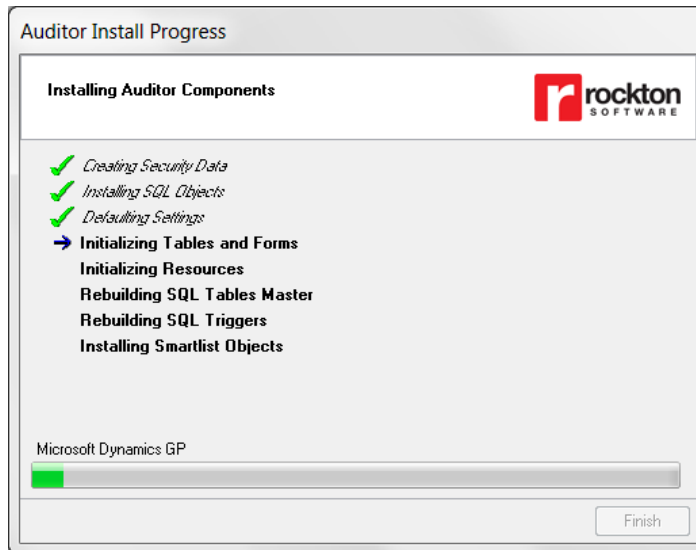 Auditor Install Progress
Installing Auditor Components
rockton
SOFTWARE
Creating Security Data
Installing SQL Objects
Defaulting Settings
Initializing Tables and Forms
Initializing Resources
Rebuilding SQL Tables Master
Rebuilding SQL Triggers
Installing Smartlist Objects
Microsoft Dynamics GP
Finish